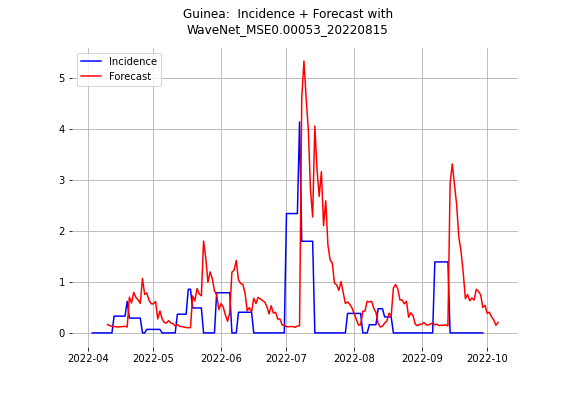 Guinea:  Incidence + Forecast with
WaveNet_MSE0.00053_20220815
Incidence
Forecast
5
4
3
2
1
0
2022-04 2022-05 2022-06 2022-07 2022-08 2022-09 2022-10